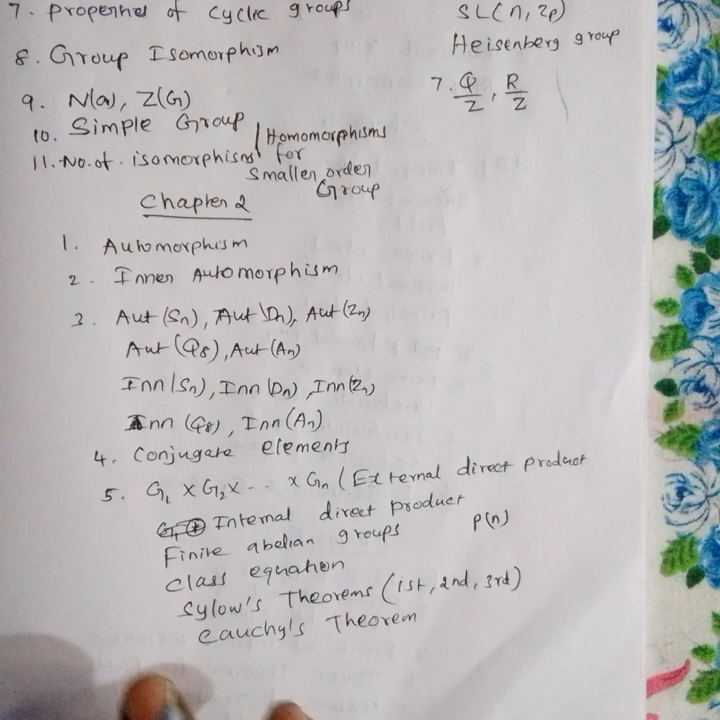 7. Properties of Cyclic groups
SL(n, Zp)
Heisenberg group
8. Group Isomorphism
7. Q/Z, R/Z
9. N(a), Z(G)
10. Simple Group
11. No. of. isomorphisms / Homomorphisms
for
Smaller order
Group
Chapter 2
1. Automorphism
2. Inner Automorphism
3. Aut(Sn), Aut(Dn), Aut(Zn)
Aut(Q8), Aut(An)
Inn(Sn), Inn(Dn), Inn(Zn)
Inn(Q8), Inn(An)
4. Conjugate elements
5. G1 × G2 × - - × Gn (External direct product
Internal direct product
Finite abelian groups P(n)
Class equation
Sylow's Theorems (1st, 2nd, 3rd)
Cauchy's Theorem